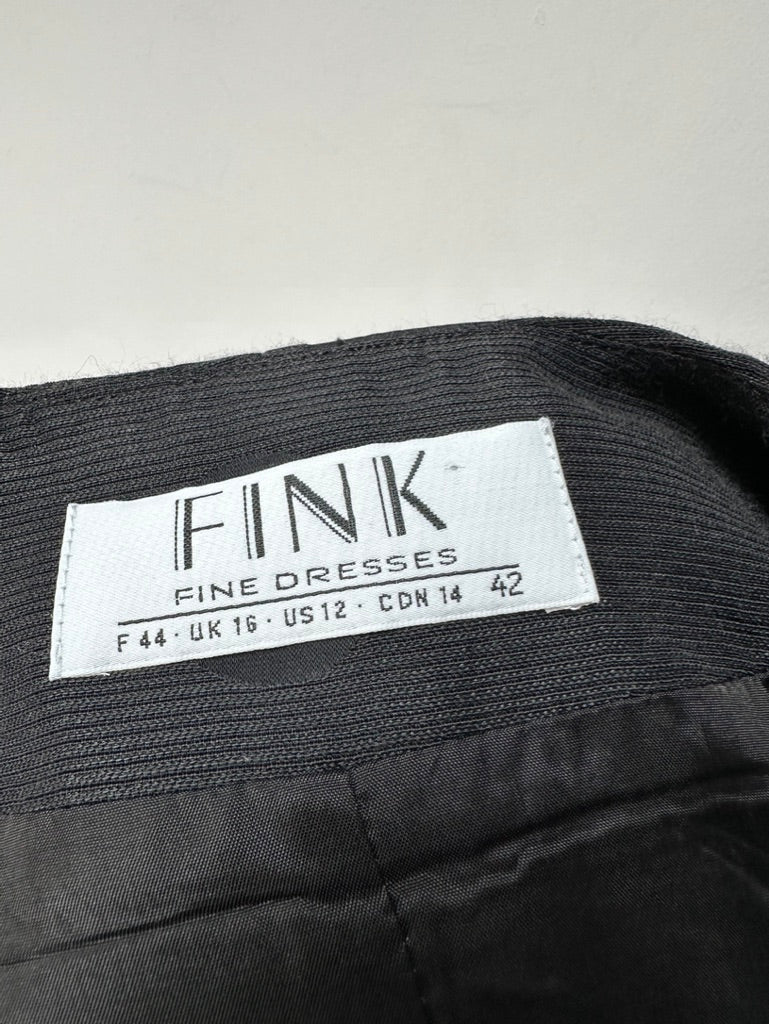 FINK
FINE DRESSES
F 44 · UK 16 · US 12 · CDN 14 42